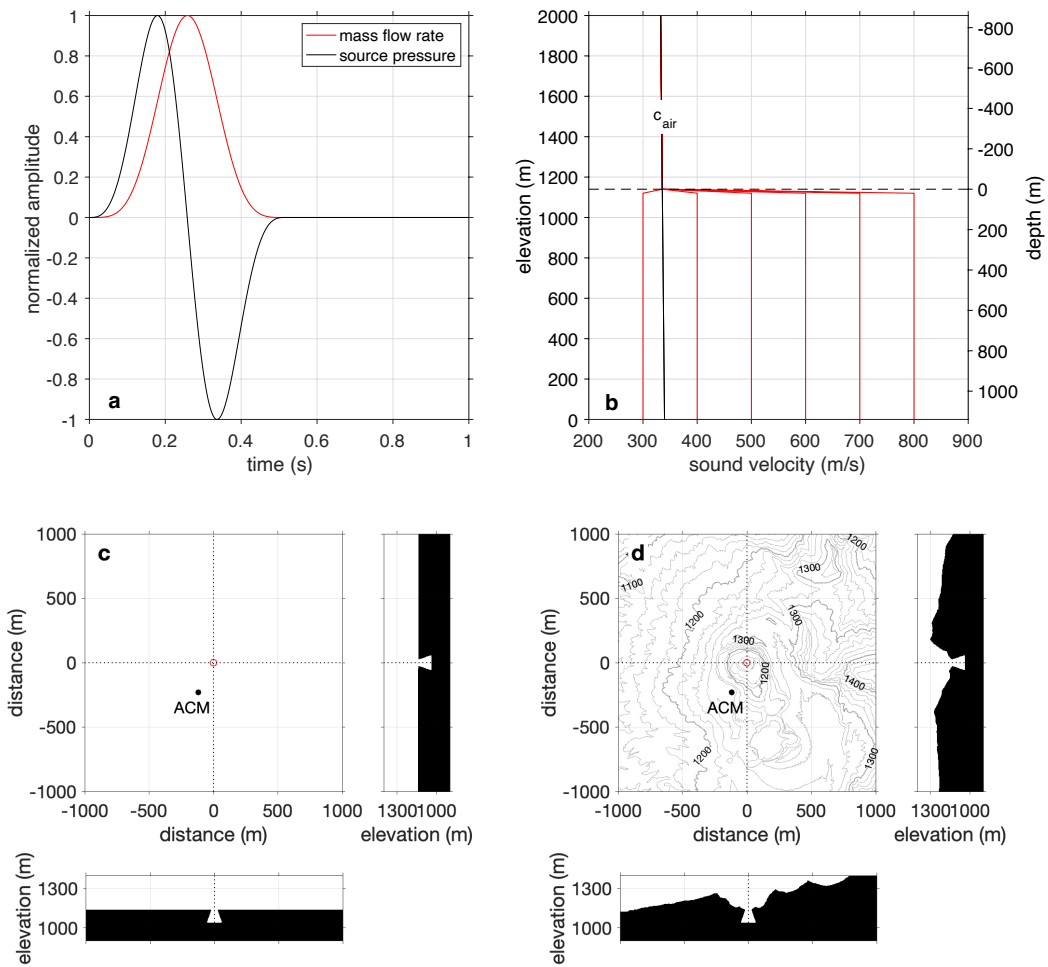 1
0.8
0.6
0.4
0.2
0
-0.2
-0.4
-0.6
-0.8
-1
normalized amplitude
mass flow rate
source pressure
a
0 0.2 0.4 0.6 0.8 1
time (s)
2000
1800
1600
1400
1200
1000
800
600
400
200
0
elevation (m)
c_air
b
-800
-600
-400
-200
0
200
400
600
800
1000
depth (m)
200 300 400 500 600 700 800 900
sound velocity (m/s)
1000
500
0
-500
-1000
distance (m)
c
ACM
-1000 -500 0 500 1000
distance (m)
13001000
elevation (m)
1300
1000
elevation (m)
1000
500
0
-500
-1000
distance (m)
d
1200
1300
1100
1200
1300
1300
1200
1400
ACM
1200
1300
-1000 -500 0 500 1000
distance (m)
13001000
elevation (m)
1300
1000
elevation (m)